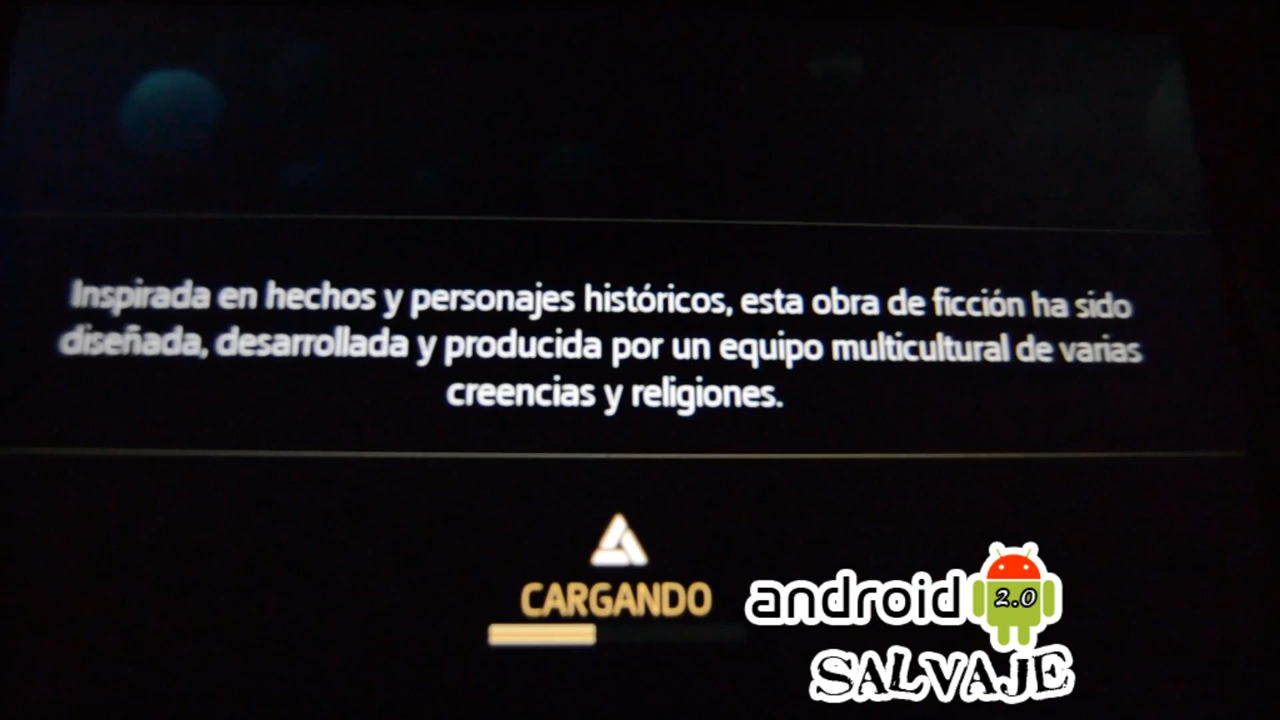 Inspirada en hechos y personajes históricos, esta obra de ficción ha sido
diseñada, desarrollada y producida por un equipo multicultural de varias
creencias y religiones.
CARGANDO
android
2.0
SALVAJE